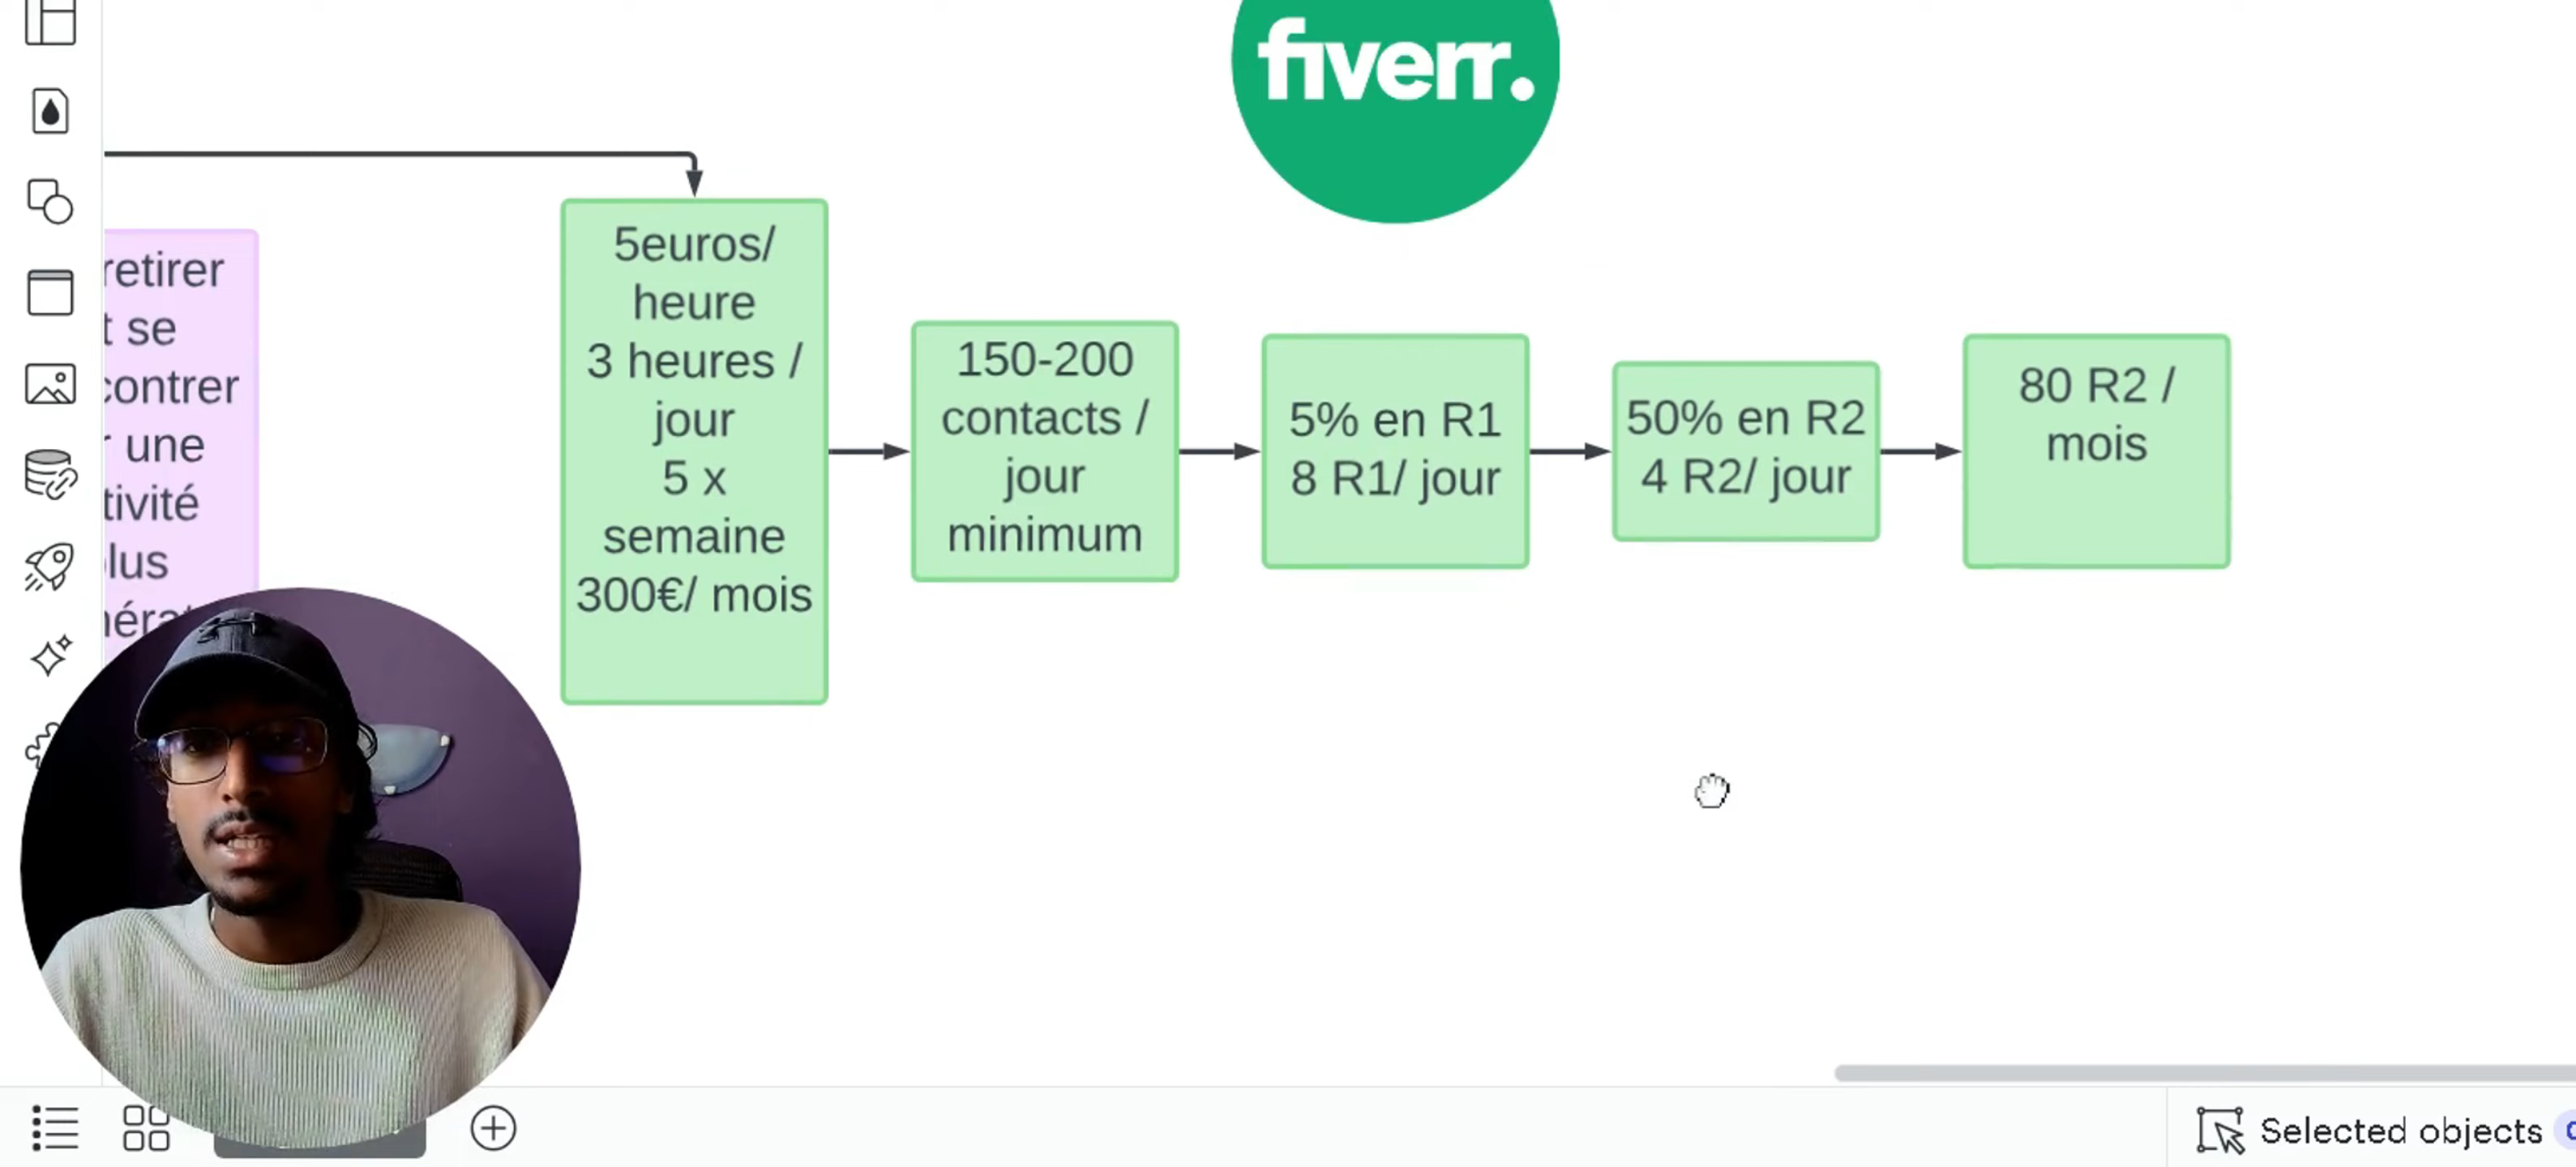 fiverr.
retirer
t se
contrer
une
tivité
lus
5euros/
heure
3 heures /
jour
5 x
semaine
300€/ mois
150-200
contacts /
jour
minimum
5% en R1
8 R1/ jour
50% en R2
4 R2/ jour
80 R2 /
mois
Selected objects